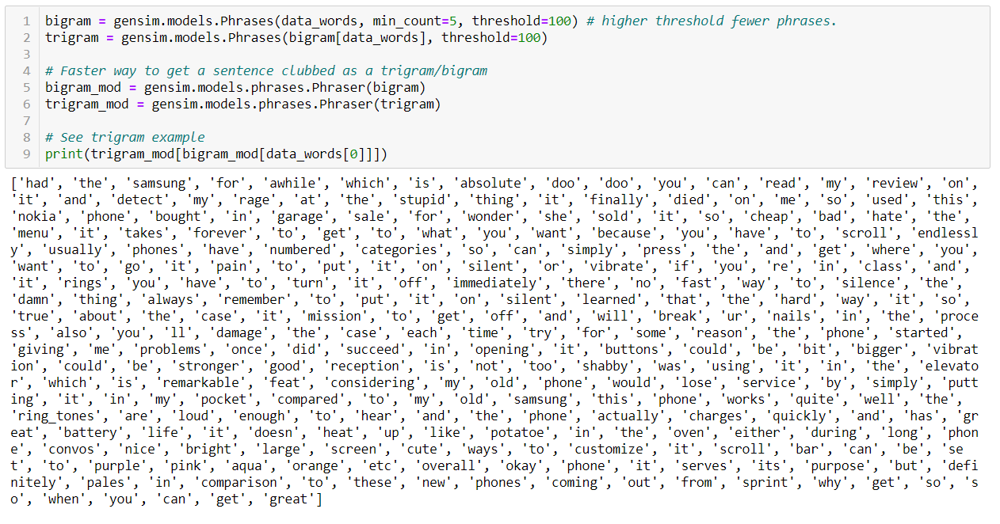 1 bigram = gensim.models.Phrases(data_words, min_count=5, threshold=100) # higher threshold fewer phrases.
2 trigram = gensim.models.Phrases(bigram[data_words], threshold=100)
3
4 # Faster way to get a sentence clubbed as a trigram/bigram
5 bigram_mod = gensim.models.phrases.Phraser(bigram)
6 trigram_mod = gensim.models.phrases.Phraser(trigram)
7
8 # See trigram example
9 print(trigram_mod[bigram_mod[data_words[0]]])
['had', 'the', 'samsung', 'for', 'awhile', 'which', 'is', 'absolute', 'doo', 'doo', 'you', 'can', 'read', 'my', 'review', 'on',
'it', 'and', 'detect', 'my', 'rage', 'at', 'the', 'stupid', 'thing', 'it', 'finally', 'died', 'on', 'me', 'so', 'used', 'this',
'nokia', 'phone', 'bought', 'in', 'garage', 'sale', 'for', 'wonder', 'she', 'sold', 'it', 'so', 'cheap', 'bad', 'hate', 'the',
'menu', 'it', 'takes', 'forever', 'to', 'get', 'to', 'what', 'you', 'want', 'because', 'you', 'have', 'to', 'scroll', 'endlessl
y', 'usually', 'phones', 'have', 'numbered', 'categories', 'so', 'can', 'simply', 'press', 'the', 'and', 'get', 'where', 'you',
'want', 'to', 'go', 'it', 'pain', 'to', 'put', 'it', 'on', 'silent', 'or', 'vibrate', 'if', 'you', 're', 'in', 'class', 'and',
'it', 'rings', 'you', 'have', 'to', 'turn', 'it', 'off', 'immediately', 'there', 'no', 'fast', 'way', 'to', 'silence', 'the',
'damn', 'thing', 'always', 'remember', 'to', 'put', 'it', 'on', 'silent', 'learned', 'that', 'the', 'hard', 'way', 'it', 'so',
'true', 'about', 'the', 'case', 'it', 'mission', 'to', 'get', 'off', 'and', 'will', 'break', 'ur', 'nails', 'in', 'the', 'proce
ss', 'also', 'you', 'll', 'damage', 'the', 'case', 'each', 'time', 'try', 'for', 'some', 'reason', 'the', 'phone', 'started',
'giving', 'me', 'problems', 'once', 'did', 'succeed', 'in', 'opening', 'it', 'buttons', 'could', 'be', 'bit', 'bigger', 'vibrat
ion', 'could', 'be', 'stronger', 'good', 'reception', 'is', 'not', 'too', 'shabby', 'was', 'using', 'it', 'in', 'the', 'elevato
r', 'which', 'is', 'remarkable', 'feat', 'considering', 'my', 'old', 'phone', 'would', 'lose', 'service', 'by', 'simply', 'putt
ing', 'it', 'in', 'my', 'pocket', 'compared', 'to', 'my', 'old', 'samsung', 'this', 'phone', 'works', 'quite', 'well', 'the',
'ring_tones', 'are', 'loud', 'enough', 'to', 'hear', 'and', 'the', 'phone', 'actually', 'charges', 'quickly', 'and', 'has', 'gr
eat', 'battery', 'life', 'it', 'doesn', 'heat', 'up', 'like', 'potatoe', 'in', 'the', 'oven', 'either', 'during', 'long', 'phon
e', 'convos', 'nice', 'bright', 'large', 'screen', 'cute', 'ways', 'to', 'customize', 'it', 'scroll', 'bar', 'can', 'be', 'se
t', 'to', 'purple', 'pink', 'aqua', 'orange', 'etc', 'overall', 'okay', 'phone', 'it', 'serves', 'its', 'purpose', 'but', 'defi
nitely', 'pales', 'in', 'comparison', 'to', 'these', 'new', 'phones', 'coming', 'out', 'from', 'sprint', 'why', 'get', 'so', 's
o', 'when', 'you', 'can', 'get', 'great']